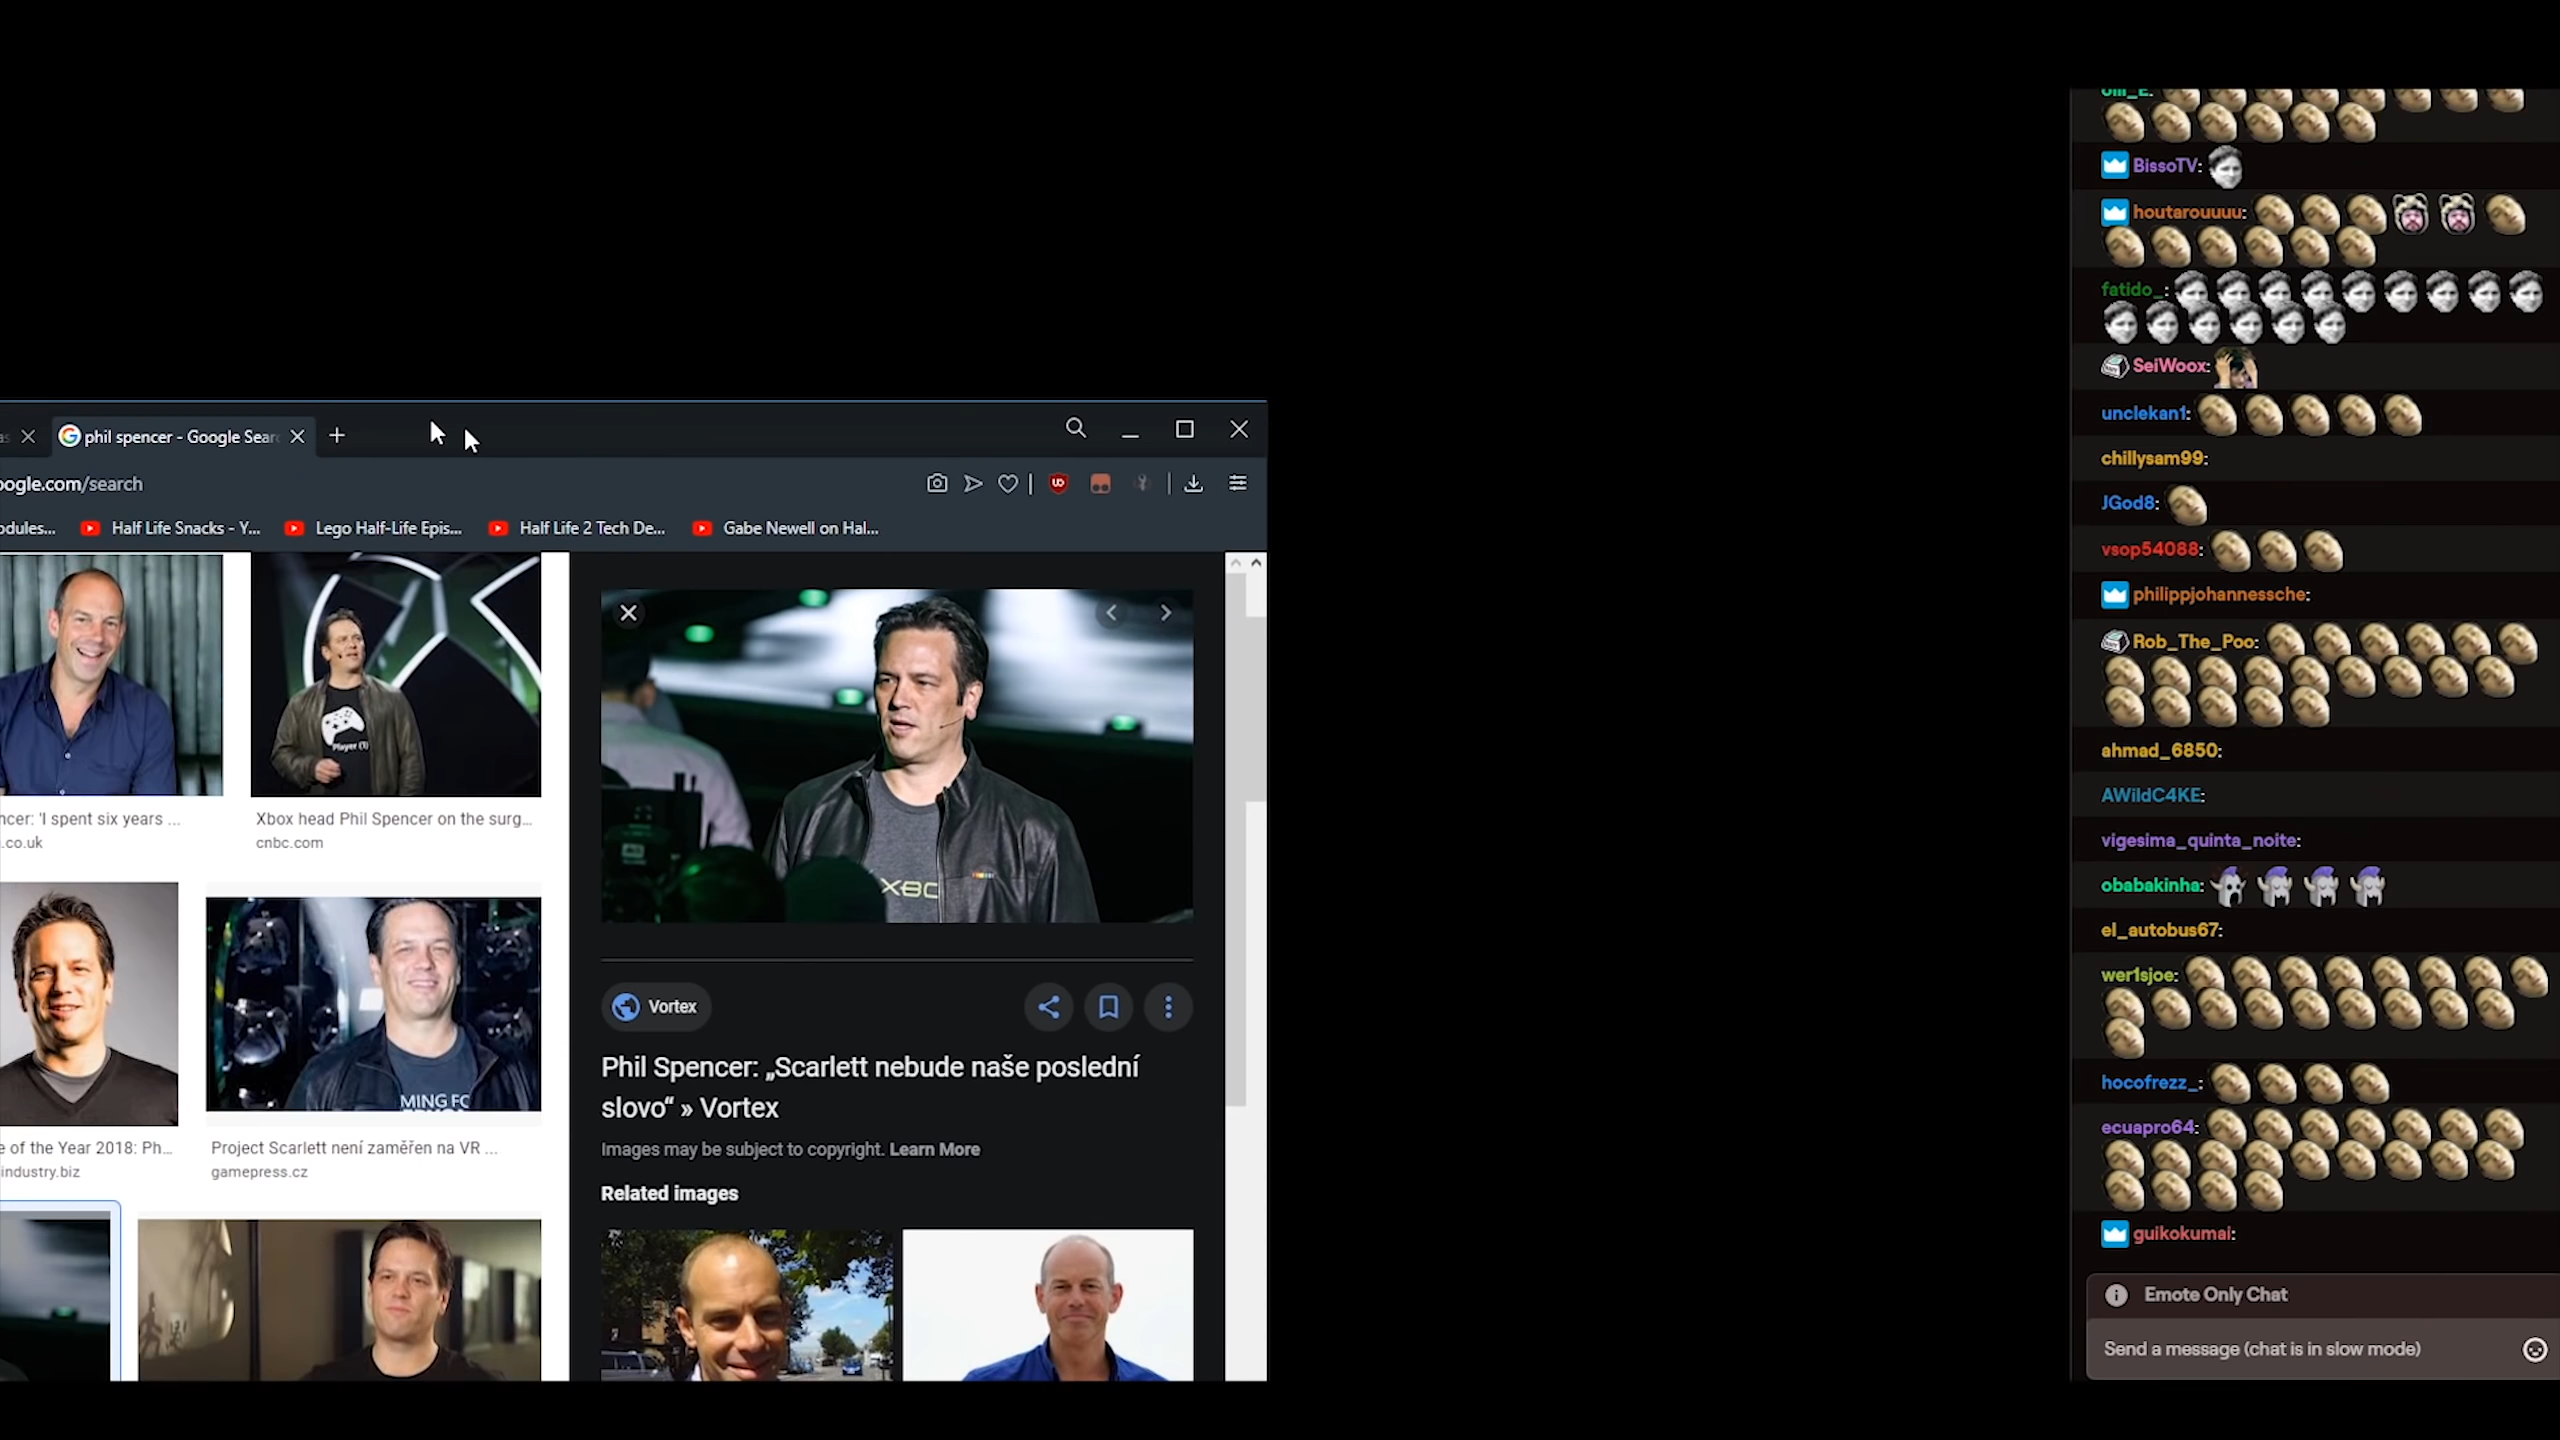 phil spencer - Google Sear
oogle.com/search
odules...
Half Life Snacks - Y...
Lego Half-Life Epis...
Half Life 2 Tech De...
Gabe Newell on Hal...
Player (1)
ncer: 'I spent six years ...
.co.uk
Xbox head Phil Spencer on the surg...
cnbc.com
XBO
MING FO
e of the Year 2018: Ph...
industry.biz
Project Scarlett není zaměřen na VR ...
gamepress.cz
Vortex
Phil Spencer: „Scarlett nebude naše poslední
slovo“ » Vortex
Images may be subject to copyright. Learn More
Related images
BissoTV:
houtarouuuu:
fatido_:
SeiWoox:
unclekan1:
chillysam99:
JGod8:
vsop54088:
philippjohannessche:
Rob_The_Poo:
ahmad_6850:
AWildC4KE:
vigesima_quinta_noite:
obabakinha:
el_autobus67:
wer1sjoe:
hocofrezz_:
ecuapro64:
guikokumai:
Emote Only Chat
Send a message (chat is in slow mode)